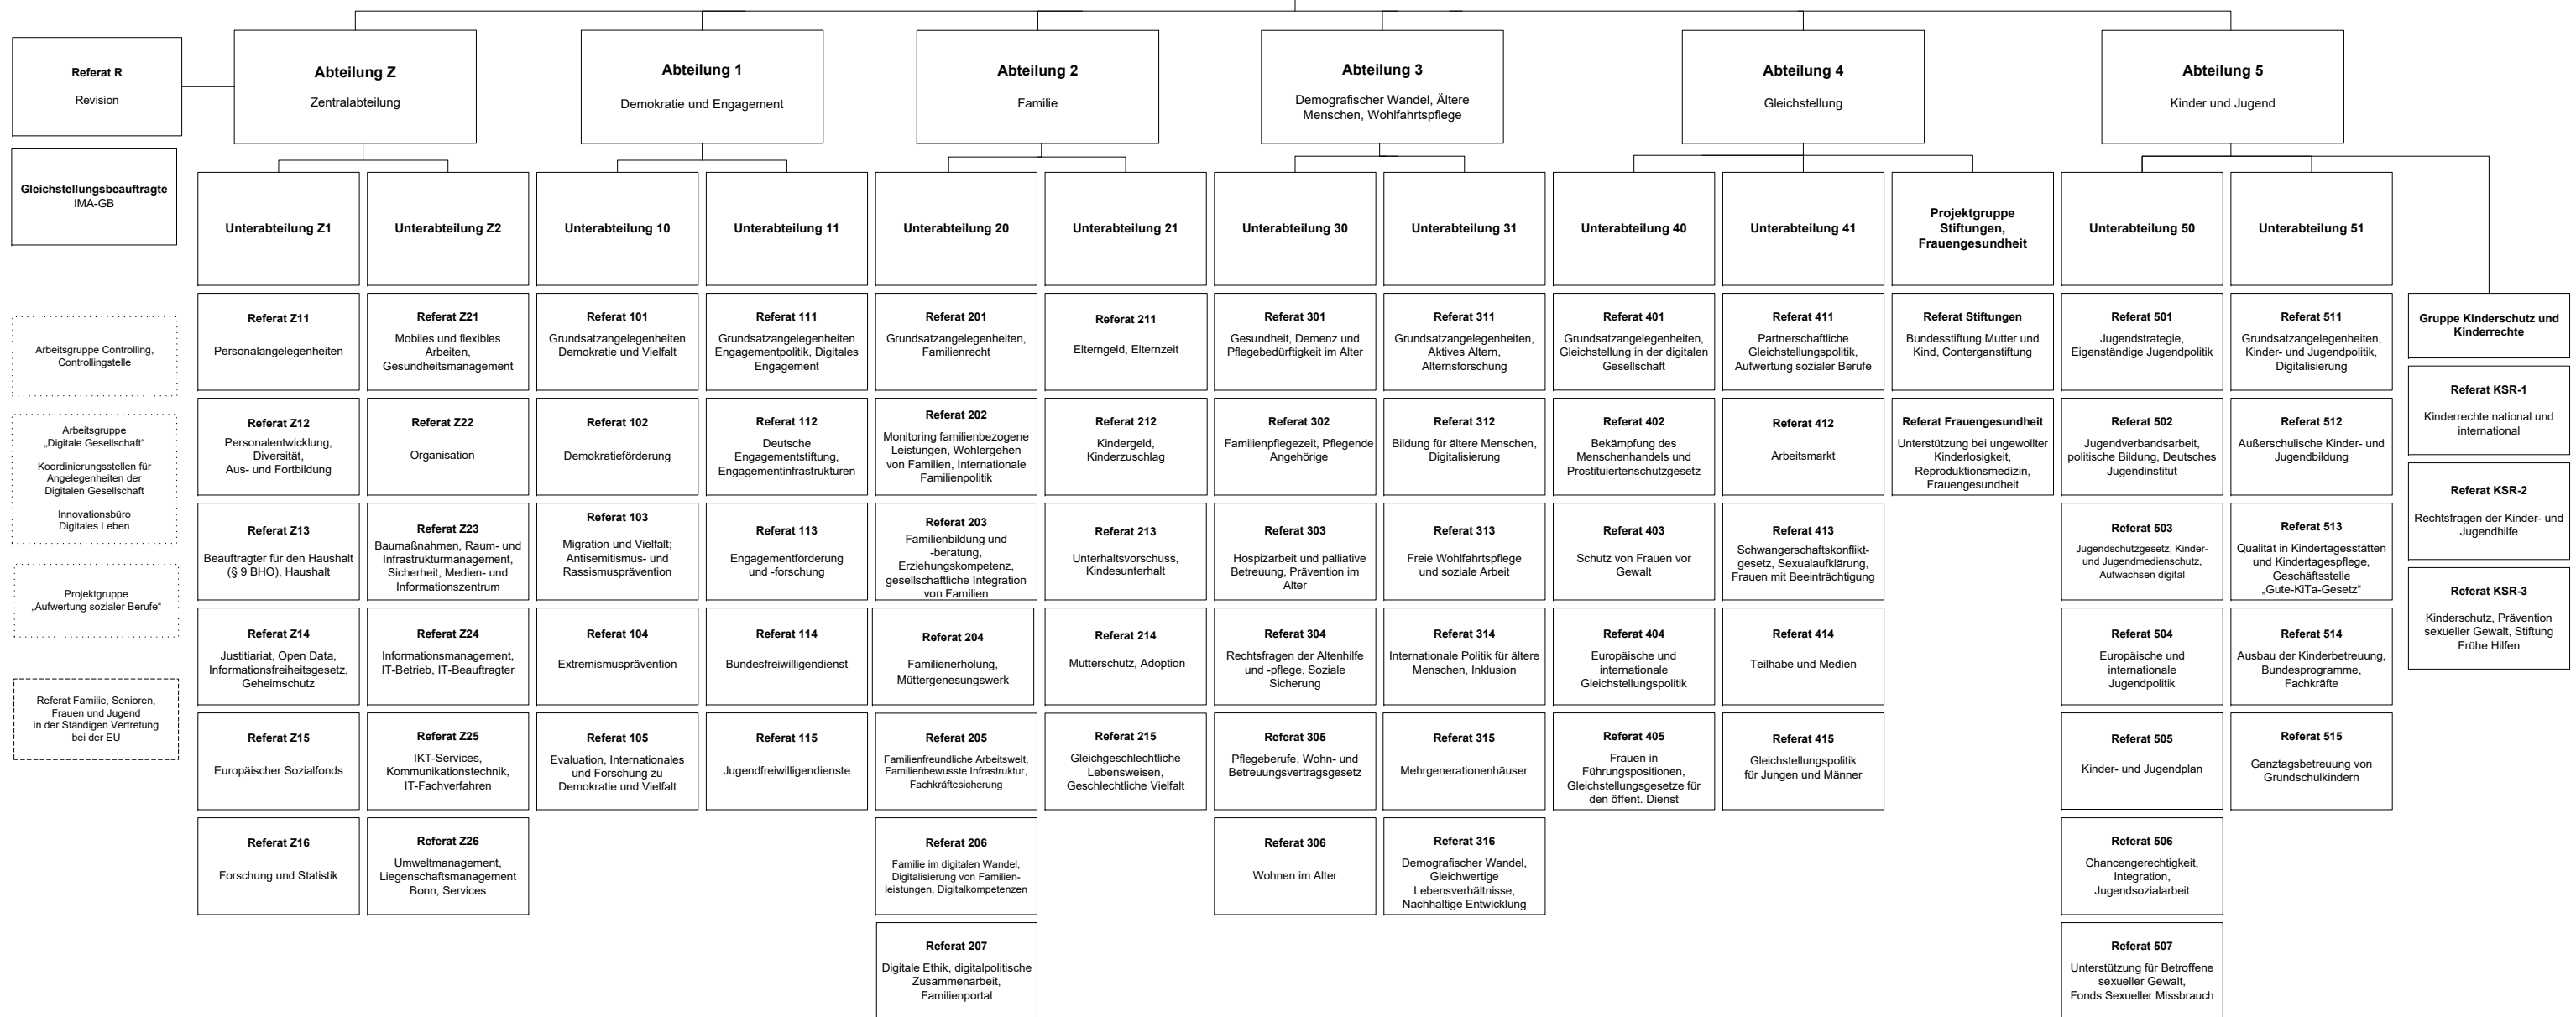 Referat R
Revision
Abteilung Z
Zentralabteilung
Abteilung 1
Demokratie und Engagement
Abteilung 2
Familie
Abteilung 3
Demografischer Wandel, Ältere
Menschen, Wohlfahrtspflege
Abteilung 4
Gleichstellung
Abteilung 5
Kinder und Jugend
Gleichstellungsbeauftragte
IMA-GB
Unterabteilung Z1
Unterabteilung Z2
Unterabteilung 10
Unterabteilung 11
Unterabteilung 20
Unterabteilung 21
Unterabteilung 30
Unterabteilung 31
Unterabteilung 40
Unterabteilung 41
Projektgruppe
Stiftungen,
Frauengesundheit
Unterabteilung 50
Unterabteilung 51
Arbeitsgruppe Controlling,
Controllingstelle
Referat Z11
Personalangelegenheiten
Referat Z21
Mobiles und flexibles
Arbeiten,
Gesundheitsmanagement
Referat 101
Grundsatzangelegenheiten
Demokratie und Vielfalt
Referat 111
Grundsatzangelegenheiten
Engagementpolitik, Digitales
Engagement
Referat 201
Grundsatzangelegenheiten,
Familienrecht
Referat 211
Elterngeld, Elternzeit
Referat 301
Gesundheit, Demenz und
Pflegebedürftigkeit im Alter
Referat 311
Grundsatzangelegenheiten,
Aktives Altern,
Alternsforschung
Referat 401
Grundsatzangelegenheiten,
Gleichstellung in der digitalen
Gesellschaft
Referat 411
Partnerschaftliche
Gleichstellungspolitik,
Aufwertung sozialer Berufe
Referat Stiftungen
Bundesstiftung Mutter und
Kind, Conterganstiftung
Referat 501
Jugendstrategie,
Eigenständige Jugendpolitik
Referat 511
Grundsatzangelegenheiten,
Kinder- und Jugendpolitik,
Digitalisierung
Gruppe Kinderschutz und
Kinderrechte
Arbeitsgruppe
„Digitale Gesellschaft“
Koordinierungsstellen für
Angelegenheiten der
Digitalen Gesellschaft
Innovationsbüro
Digitales Leben
Referat Z12
Personalentwicklung,
Diversität,
Aus- und Fortbildung
Referat Z22
Organisation
Referat 102
Demokratieförderung
Referat 112
Deutsche
Engagementstiftung,
Engagementinfrastrukturen
Referat 202
Monitoring familienbezogene
Leistungen, Wohlergehen
von Familien, Internationale
Familienpolitik
Referat 212
Kindergeld,
Kinderzuschlag
Referat 302
Familienpflegezeit, Pflegende
Angehörige
Referat 312
Bildung für ältere Menschen,
Digitalisierung
Referat 402
Bekämpfung des
Menschenhandels und
Prostituiertenschutzgesetz
Referat 412
Arbeitsmarkt
Referat Frauengesundheit
Unterstützung bei ungewollter
Kinderlosigkeit,
Reproduktionsmedizin,
Frauengesundheit
Referat 502
Jugendverbandsarbeit,
politische Bildung, Deutsches
Jugendinstitut
Referat 512
Außerschulische Kinder- und
Jugendbildung
Referat KSR-1
Kinderrechte national und
international
Referat Z13
Beauftragter für den Haushalt
(§ 9 BHO), Haushalt
Referat Z23
Baumaßnahmen, Raum- und
Infrastrukturmanagement,
Sicherheit, Medien- und
Informationszentrum
Referat 103
Migration und Vielfalt;
Antisemitismus- und
Rassismusprävention
Referat 113
Engagementförderung
und -forschung
Referat 203
Familienbildung und
-beratung,
Erziehungskompetenz,
gesellschaftliche Integration
von Familien
Referat 213
Unterhaltsvorschuss,
Kindesunterhalt
Referat 303
Hospizarbeit und palliative
Betreuung, Prävention im
Alter
Referat 313
Freie Wohlfahrtspflege
und soziale Arbeit
Referat 403
Schutz von Frauen vor
Gewalt
Referat 413
Schwangerschaftskonflikt-
gesetz, Sexualaufklärung,
Frauen mit Beeinträchtigung
Referat 503
Jugendschutzgesetz, Kinder-
und Jugendmedienschutz,
Aufwachsen digital
Referat 513
Qualität in Kindertagesstätten
und Kindertagespflege,
Geschäftsstelle
„Gute-KiTa-Gesetz“
Referat KSR-2
Rechtsfragen der Kinder- und
Jugendhilfe
Projektgruppe
„Aufwertung sozialer Berufe“
Referat Z14
Justitiariat, Open Data,
Informationsfreiheitsgesetz,
Geheimschutz
Referat Z24
Informationsmanagement,
IT-Betrieb, IT-Beauftragter
Referat 104
Extremismusprävention
Referat 114
Bundesfreiwilligendienst
Referat 204
Familienerholung,
Müttergenesungswerk
Referat 214
Mutterschutz, Adoption
Referat 304
Rechtsfragen der Altenhilfe
und -pflege, Soziale
Sicherung
Referat 314
Internationale Politik für ältere
Menschen, Inklusion
Referat 404
Europäische und
internationale
Gleichstellungspolitik
Referat 414
Teilhabe und Medien
Referat 504
Europäische und
internationale
Jugendpolitik
Referat 514
Ausbau der Kinderbetreuung,
Bundesprogramme,
Fachkräfte
Referat KSR-3
Kinderschutz, Prävention
sexueller Gewalt, Stiftung
Frühe Hilfen
Referat Familie, Senioren,
Frauen und Jugend
in der Ständigen Vertretung
bei der EU
Referat Z15
Europäischer Sozialfonds
Referat Z25
IKT-Services,
Kommunikationstechnik,
IT-Fachverfahren
Referat 105
Evaluation, Internationales
und Forschung zu
Demokratie und Vielfalt
Referat 115
Jugendfreiwilligendienste
Referat 205
Familienfreundliche Arbeitswelt,
Familienbewusste Infrastruktur,
Fachkräftesicherung
Referat 215
Gleichgeschlechtliche
Lebensweisen,
Geschlechtliche Vielfalt
Referat 305
Pflegeberufe, Wohn- und
Betreuungsvertragsgesetz
Referat 315
Mehrgenerationenhäuser
Referat 405
Frauen in
Führungspositionen,
Gleichstellungsgesetze für
den öffent. Dienst
Referat 415
Gleichstellungspolitik
für Jungen und Männer
Referat 505
Kinder- und Jugendplan
Referat 515
Ganztagsbetreuung von
Grundschulkindern
Referat Z16
Forschung und Statistik
Referat Z26
Umweltmanagement,
Liegenschaftsmanagement
Bonn, Services
Referat 206
Familie im digitalen Wandel,
Digitalisierung von Familien-
leistungen, Digitalkompetenzen
Referat 306
Wohnen im Alter
Referat 316
Demografischer Wandel,
Gleichwertige
Lebensverhältnisse,
Nachhaltige Entwicklung
Referat 506
Chancengerechtigkeit,
Integration,
Jugendsozialarbeit
Referat 207
Digitale Ethik, digitalpolitische
Zusammenarbeit,
Familienportal
Referat 507
Unterstützung für Betroffene
sexueller Gewalt,
Fonds Sexueller Missbrauch